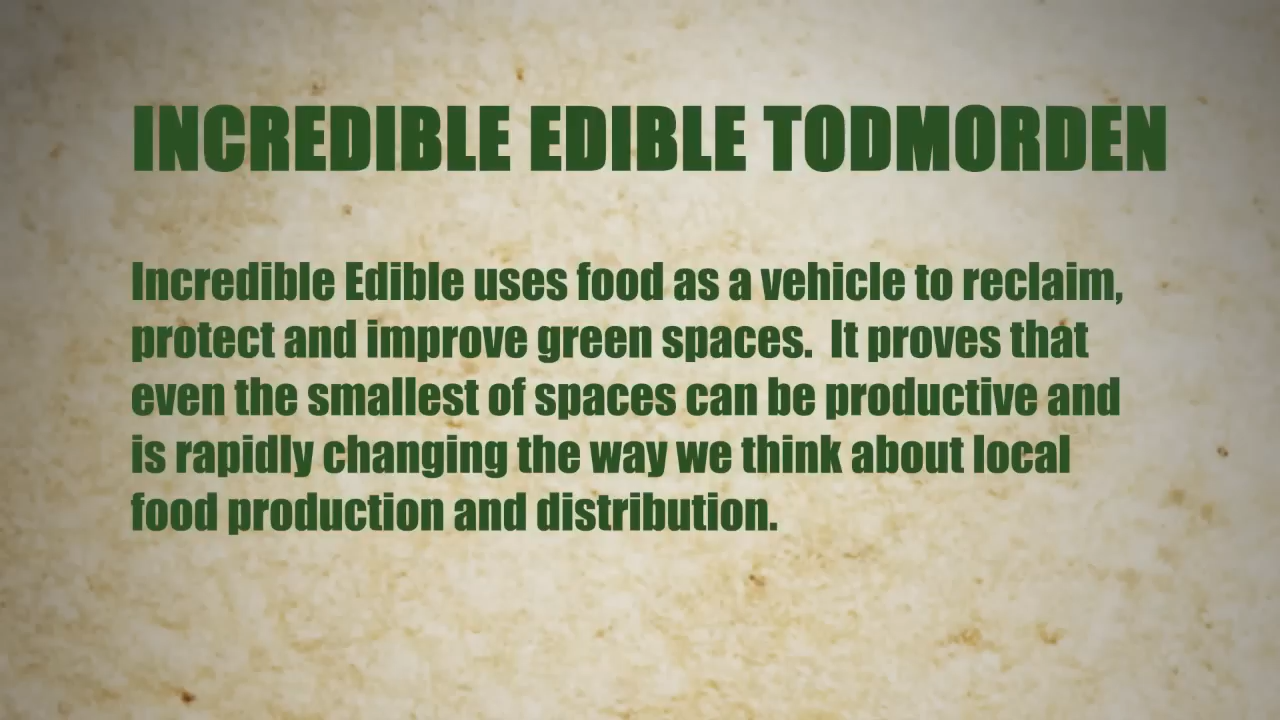 INCREDIBLE EDIBLE TODMORDEN
Incredible Edible uses food as a vehicle to reclaim,
protect and improve green spaces.  It proves that
even the smallest of spaces can be productive and
is rapidly changing the way we think about local
food production and distribution.